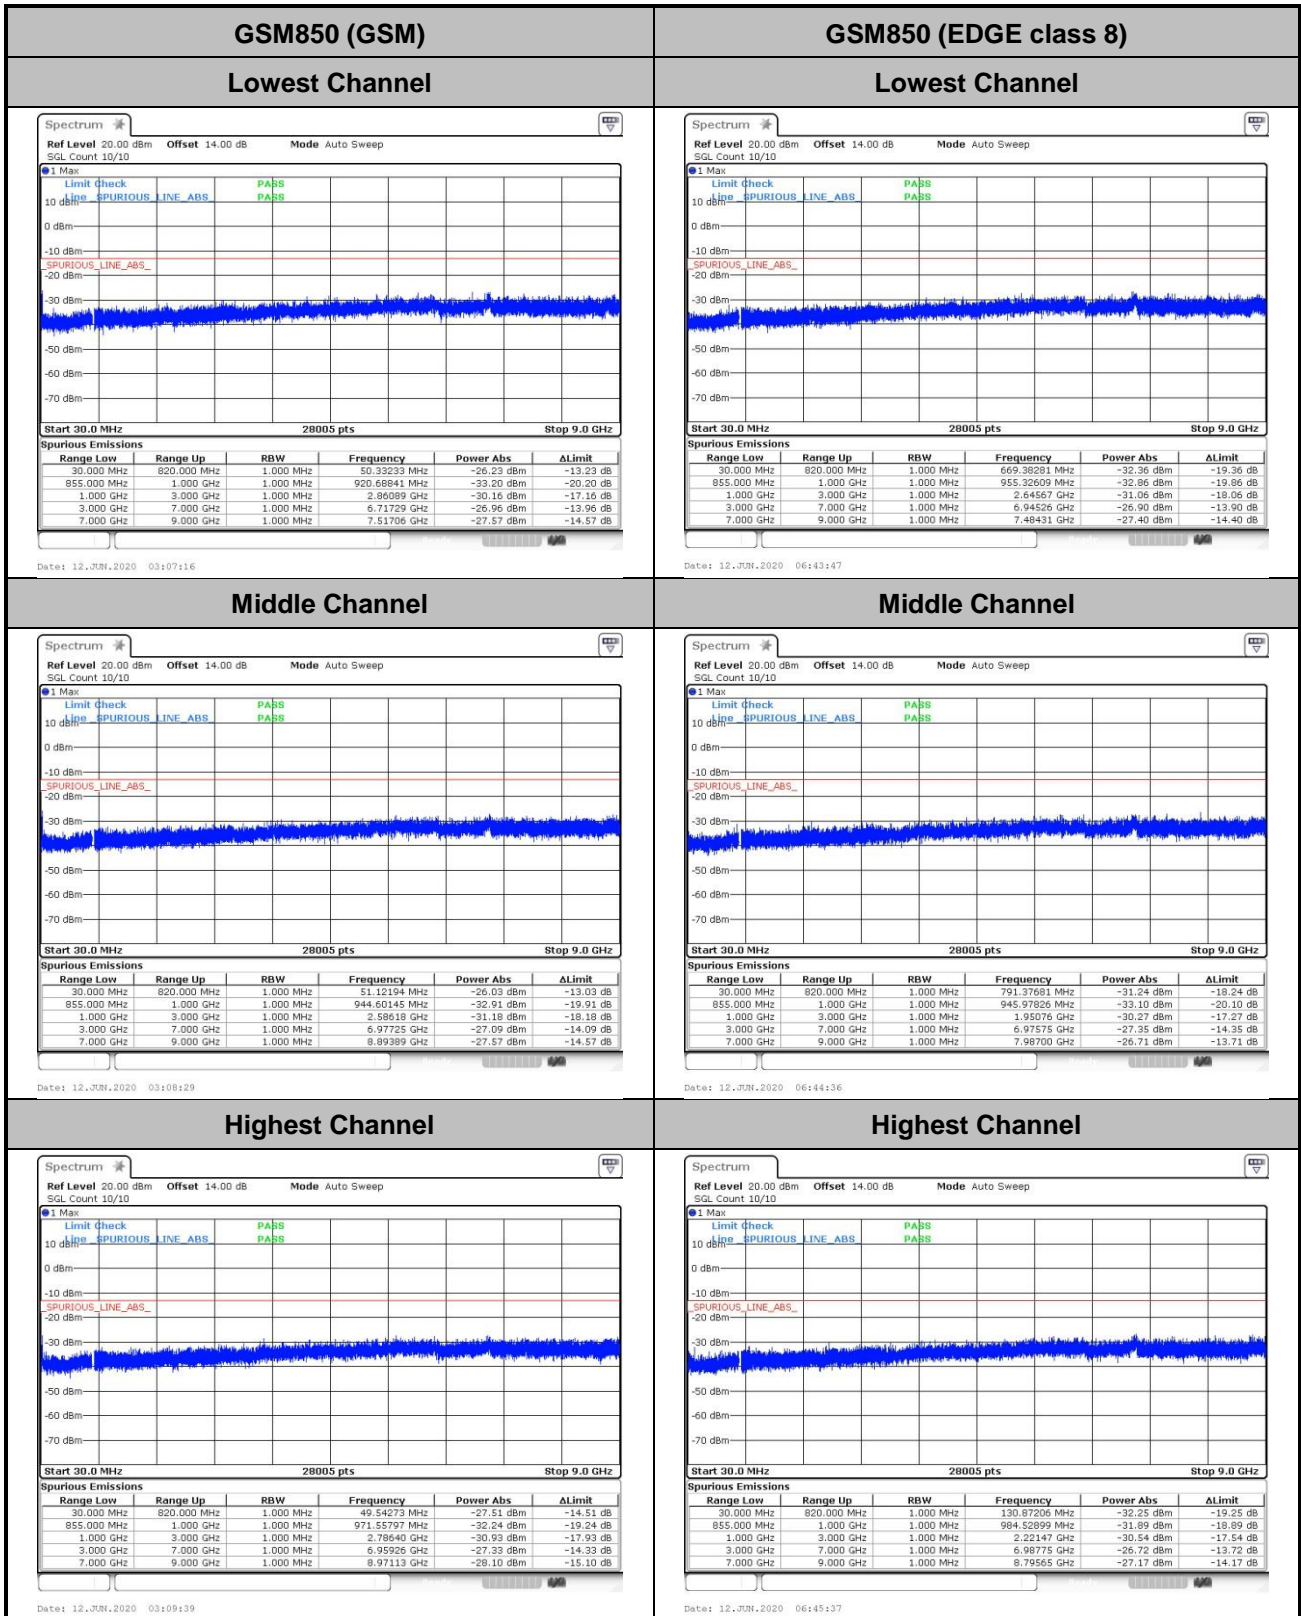 GSM850 (GSM)
GSM850 (EDGE class 8)
Lowest Channel
Lowest Channel
Spectrum
Ref Level 20.00 dBm Offset 14.00 dB Mode Auto Sweep
SGL Count 10/10
1 Max
Limit Check PASS
Line _SPURIOUS_LINE_ABS_ PASS
10 dBm
0 dBm
-10 dBm
_SPURIOUS_LINE_ABS_
-20 dBm
-30 dBm
-50 dBm
-60 dBm
-70 dBm
Start 30.0 MHz 28005 pts Stop 9.0 GHz
Spurious Emissions
Range Low Range Up RBW Frequency Power Abs ΔLimit
30.000 MHz 820.000 MHz 1.000 MHz 50.33233 MHz -26.23 dBm -13.23 dB
855.000 MHz 1.000 GHz 1.000 MHz 920.68841 MHz -33.20 dBm -20.20 dB
1.000 GHz 3.000 GHz 1.000 MHz 2.86089 GHz -30.16 dBm -17.16 dB
3.000 GHz 7.000 GHz 1.000 MHz 6.71729 GHz -26.96 dBm -13.96 dB
7.000 GHz 9.000 GHz 1.000 MHz 7.51706 GHz -27.57 dBm -14.57 dB
Date: 12.JUN.2020 03:07:16
Spectrum
Ref Level 20.00 dBm Offset 14.00 dB Mode Auto Sweep
SGL Count 10/10
1 Max
Limit Check PASS
Line _SPURIOUS_LINE_ABS_ PASS
10 dBm
0 dBm
-10 dBm
_SPURIOUS_LINE_ABS_
-20 dBm
-30 dBm
-50 dBm
-60 dBm
-70 dBm
Start 30.0 MHz 28005 pts Stop 9.0 GHz
Spurious Emissions
Range Low Range Up RBW Frequency Power Abs ΔLimit
30.000 MHz 820.000 MHz 1.000 MHz 669.38281 MHz -32.36 dBm -19.36 dB
855.000 MHz 1.000 GHz 1.000 MHz 955.32609 MHz -32.86 dBm -19.86 dB
1.000 GHz 3.000 GHz 1.000 MHz 2.64567 GHz -31.06 dBm -18.06 dB
3.000 GHz 7.000 GHz 1.000 MHz 6.94526 GHz -26.90 dBm -13.90 dB
7.000 GHz 9.000 GHz 1.000 MHz 7.48431 GHz -27.40 dBm -14.40 dB
Date: 12.JUN.2020 06:43:47
Middle Channel
Middle Channel
Spectrum
Ref Level 20.00 dBm Offset 14.00 dB Mode Auto Sweep
SGL Count 10/10
1 Max
Limit Check PASS
Line _SPURIOUS_LINE_ABS_ PASS
10 dBm
0 dBm
-10 dBm
_SPURIOUS_LINE_ABS_
-20 dBm
-30 dBm
-50 dBm
-60 dBm
-70 dBm
Start 30.0 MHz 28005 pts Stop 9.0 GHz
Spurious Emissions
Range Low Range Up RBW Frequency Power Abs ΔLimit
30.000 MHz 820.000 MHz 1.000 MHz 51.12194 MHz -26.03 dBm -13.03 dB
855.000 MHz 1.000 GHz 1.000 MHz 944.60145 MHz -32.91 dBm -19.91 dB
1.000 GHz 3.000 GHz 1.000 MHz 2.58618 GHz -31.18 dBm -18.18 dB
3.000 GHz 7.000 GHz 1.000 MHz 6.97725 GHz -27.09 dBm -14.09 dB
7.000 GHz 9.000 GHz 1.000 MHz 8.89389 GHz -27.57 dBm -14.57 dB
Date: 12.JUN.2020 03:08:29
Spectrum
Ref Level 20.00 dBm Offset 14.00 dB Mode Auto Sweep
SGL Count 10/10
1 Max
Limit Check PASS
Line _SPURIOUS_LINE_ABS_ PASS
10 dBm
0 dBm
-10 dBm
_SPURIOUS_LINE_ABS_
-20 dBm
-30 dBm
-50 dBm
-60 dBm
-70 dBm
Start 30.0 MHz 28005 pts Stop 9.0 GHz
Spurious Emissions
Range Low Range Up RBW Frequency Power Abs ΔLimit
30.000 MHz 820.000 MHz 1.000 MHz 791.37681 MHz -31.24 dBm -18.24 dB
855.000 MHz 1.000 GHz 1.000 MHz 945.97826 MHz -33.10 dBm -20.10 dB
1.000 GHz 3.000 GHz 1.000 MHz 1.95076 GHz -30.27 dBm -17.27 dB
3.000 GHz 7.000 GHz 1.000 MHz 6.97575 GHz -27.35 dBm -14.35 dB
7.000 GHz 9.000 GHz 1.000 MHz 7.98700 GHz -26.71 dBm -13.71 dB
Date: 12.JUN.2020 06:44:36
Highest Channel
Highest Channel
Spectrum
Ref Level 20.00 dBm Offset 14.00 dB Mode Auto Sweep
SGL Count 10/10
1 Max
Limit Check PASS
Line _SPURIOUS_LINE_ABS_ PASS
10 dBm
0 dBm
-10 dBm
_SPURIOUS_LINE_ABS_
-20 dBm
-30 dBm
-50 dBm
-60 dBm
-70 dBm
Start 30.0 MHz 28005 pts Stop 9.0 GHz
Spurious Emissions
Range Low Range Up RBW Frequency Power Abs ΔLimit
30.000 MHz 820.000 MHz 1.000 MHz 49.54273 MHz -27.51 dBm -14.51 dB
855.000 MHz 1.000 GHz 1.000 MHz 971.55797 MHz -32.24 dBm -19.24 dB
1.000 GHz 3.000 GHz 1.000 MHz 2.78640 GHz -30.93 dBm -17.93 dB
3.000 GHz 7.000 GHz 1.000 MHz 6.95926 GHz -27.33 dBm -14.33 dB
7.000 GHz 9.000 GHz 1.000 MHz 8.97113 GHz -28.10 dBm -15.10 dB
Date: 12.JUN.2020 03:09:39
Spectrum
Ref Level 20.00 dBm Offset 14.00 dB Mode Auto Sweep
SGL Count 10/10
1 Max
Limit Check PASS
Line _SPURIOUS_LINE_ABS_ PASS
10 dBm
0 dBm
-10 dBm
_SPURIOUS_LINE_ABS_
-20 dBm
-30 dBm
-50 dBm
-60 dBm
-70 dBm
Start 30.0 MHz 28005 pts Stop 9.0 GHz
Spurious Emissions
Range Low Range Up RBW Frequency Power Abs ΔLimit
30.000 MHz 820.000 MHz 1.000 MHz 130.87206 MHz -32.25 dBm -19.25 dB
855.000 MHz 1.000 GHz 1.000 MHz 984.52899 MHz -31.89 dBm -18.89 dB
1.000 GHz 3.000 GHz 1.000 MHz 2.22147 GHz -30.54 dBm -17.54 dB
3.000 GHz 7.000 GHz 1.000 MHz 6.98775 GHz -26.72 dBm -13.72 dB
7.000 GHz 9.000 GHz 1.000 MHz 8.79565 GHz -27.17 dBm -14.17 dB
Date: 12.JUN.2020 06:45:37